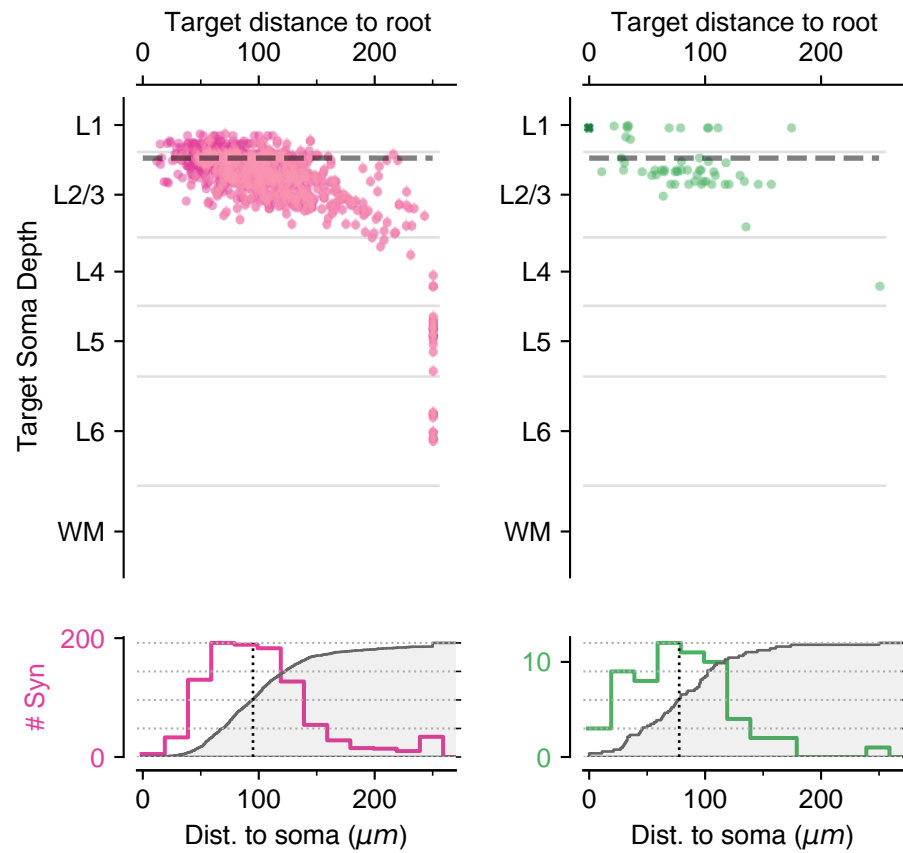 Target distance to root
0 100 200
Target distance to root
0 100 200
Target Soma Depth
L1
L2/3
L4
L5
L6
WM
L1
L2/3
L4
L5
L6
WM
# Syn
200
100
0
0 100 200
Dist. to soma (μm)
10
0
0 100 200
Dist. to soma (μm)